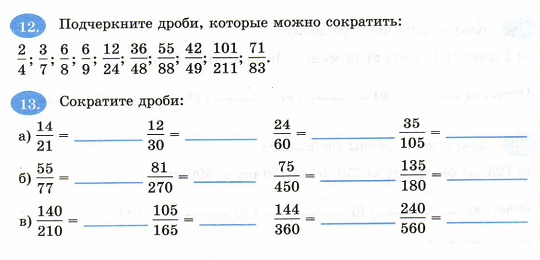 12. Подчеркните дроби, которые можно сократить:
2/4; 3/7; 6/8; 6/9; 12/24; 36/48; 55/88; 42/49; 101/211; 71/83.
13. Сократите дроби:
а) 14/21 = 12/30 = 24/60 = 35/105 =
б) 55/77 = 81/270 = 75/450 = 135/180 =
в) 140/210 = 105/165 = 144/360 = 240/560 =